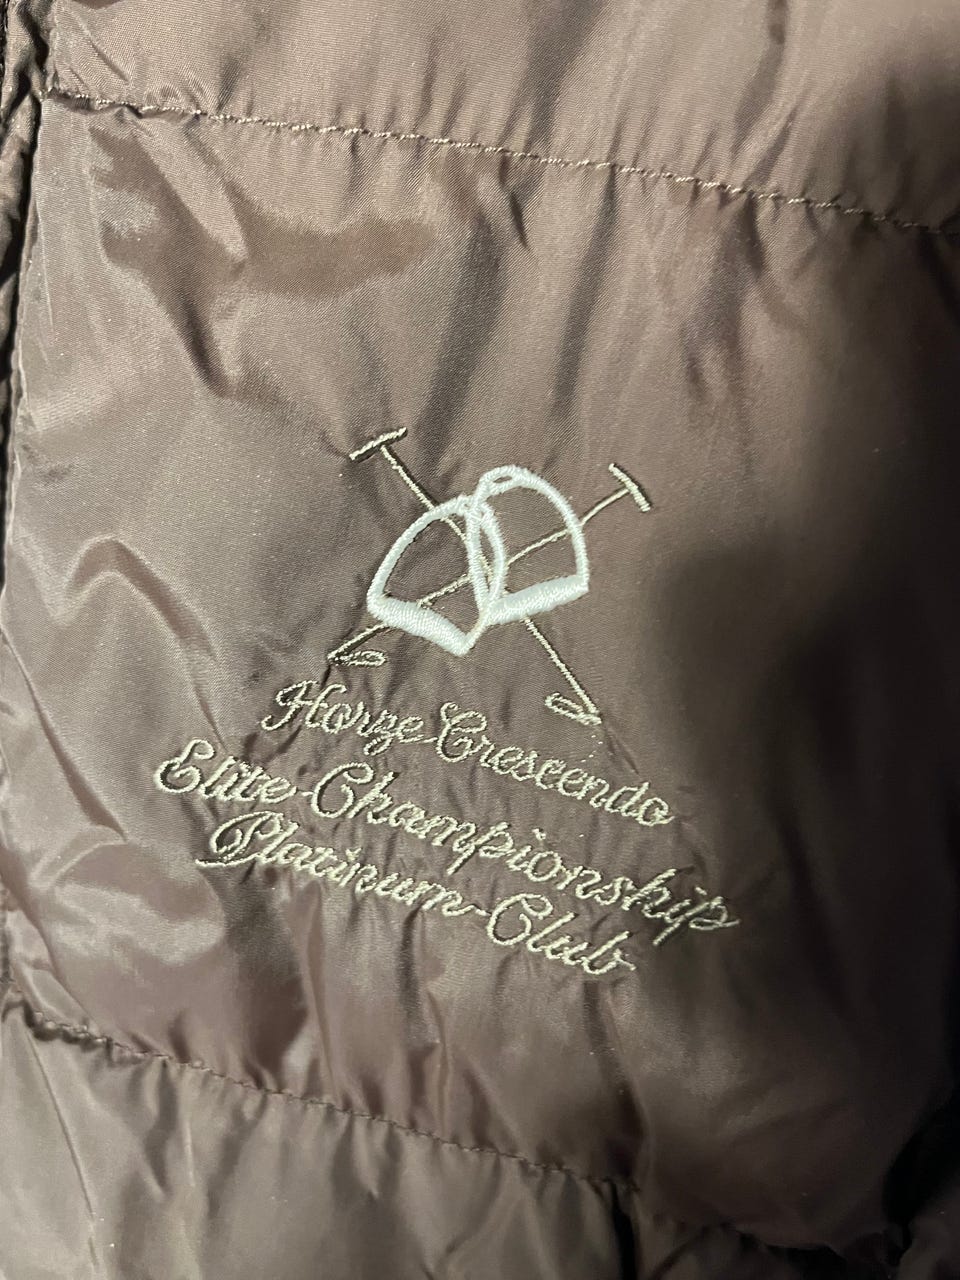 Horze Crescendo
Elite Championship
Platinum Club